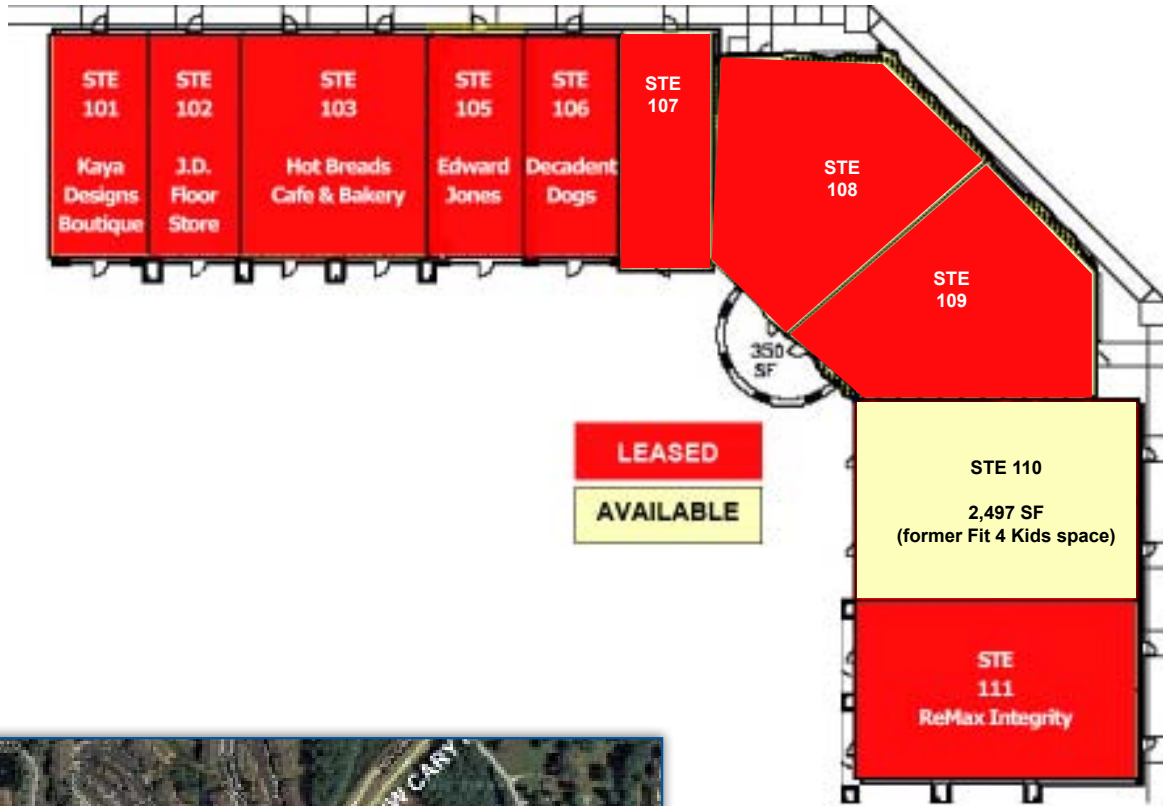 STE
101
Kaya
Designs
Boutique
STE
102
J.D.
Floor
Store
STE
103
Hot Breads
Cafe & Bakery
STE
105
Edward
Jones
STE
106
Decadent
Dogs
STE
107
STE
108
STE
109
350
SF
LEASED
AVAILABLE
STE 110
2,497 SF
(former Fit 4 Kids space)
STE
111
ReMax Integrity
W CARY